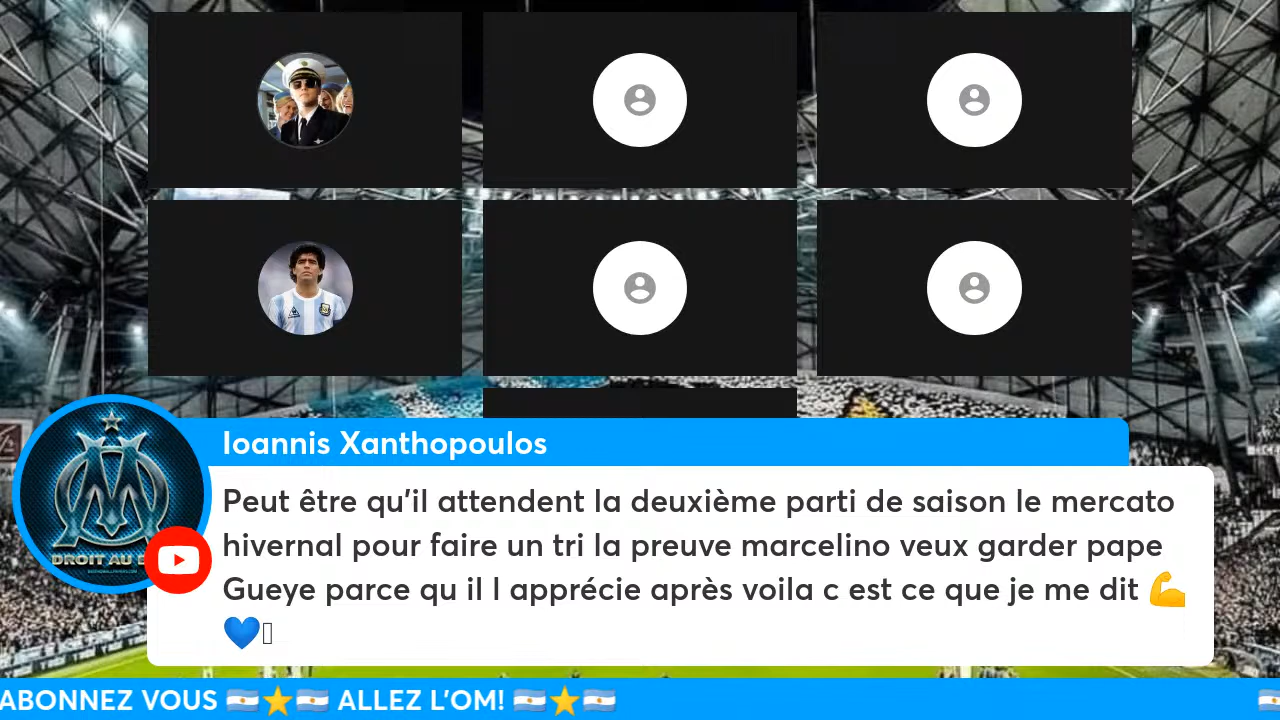 Ioannis Xanthopoulos
Peut être qu'il attendent la deuxième parti de saison le mercato
hivernal pour faire un tri la preuve marcelino veux garder pape
Gueye parce qu il l apprécie après voila c est ce que je me dit 💪
💙
DROIT AU
ABONNEZ VOUS 🇦🇷⭐🇦🇷 ALLEZ L'OM! 🇦🇷⭐🇦🇷